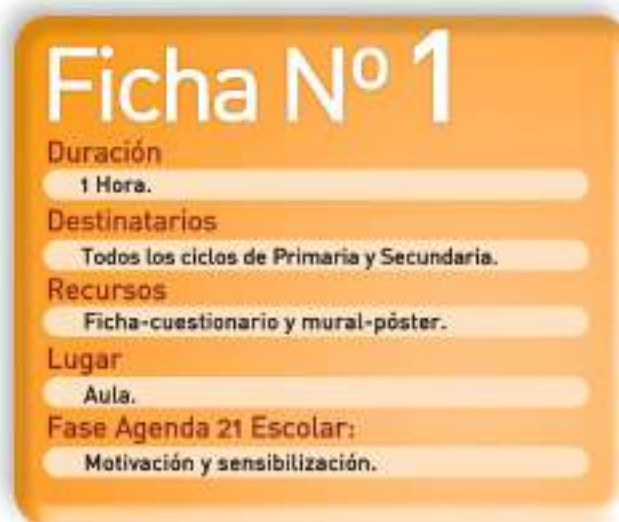 Ficha Nº 1
Duración
1 Hora.
Destinatarios
Todos los ciclos de Primaria y Secundaria.
Recursos
Ficha-cuestionario y mural-póster.
Lugar
Aula.
Fase Agenda 21 Escolar:
Motivación y sensibilización.